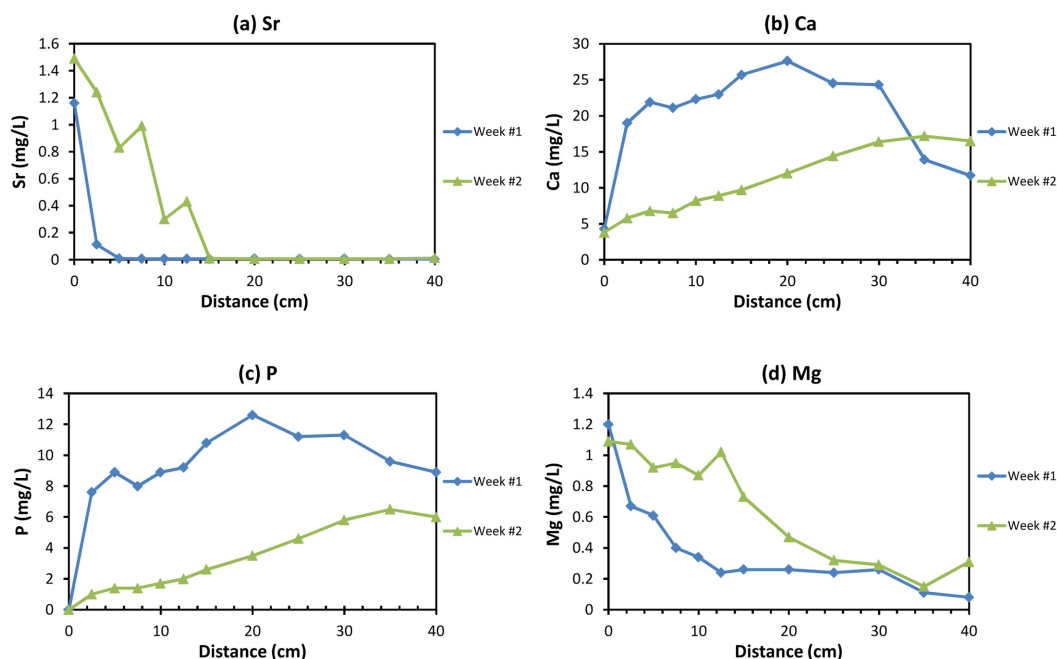 (a) Sr
Sr (mg/L)
1.6
1.4
1.2
1
0.8
0.6
0.4
0.2
0
0 10 20 30 40
Distance (cm)
Week #1
Week #2
(b) Ca
Ca (mg/L)
30
25
20
15
10
5
0
0 10 20 30 40
Distance (cm)
Week #1
Week #2
(c) P
P (mg/L)
14
12
10
8
6
4
2
0
0 10 20 30 40
Distance (cm)
Week #1
Week #2
(d) Mg
Mg (mg/L)
1.4
1.2
1
0.8
0.6
0.4
0.2
0
0 10 20 30 40
Distance (cm)
Week #1
Week #2